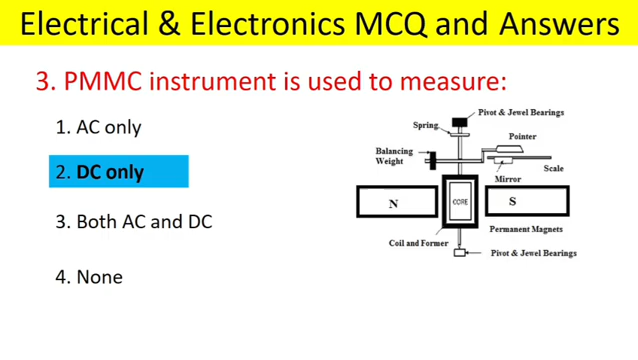 Electrical & Electronics MCQ and Answers
3. PMMC instrument is used to measure:
1. AC only
2. DC only
3. Both AC and DC
4. None
Pivot & Jewel Bearings
Spring
Pointer
Balancing
Weight
Scale
Mirror
N
CORE
S
Permanent Magnets
Coil and Former
Pivot & Jewel Bearings